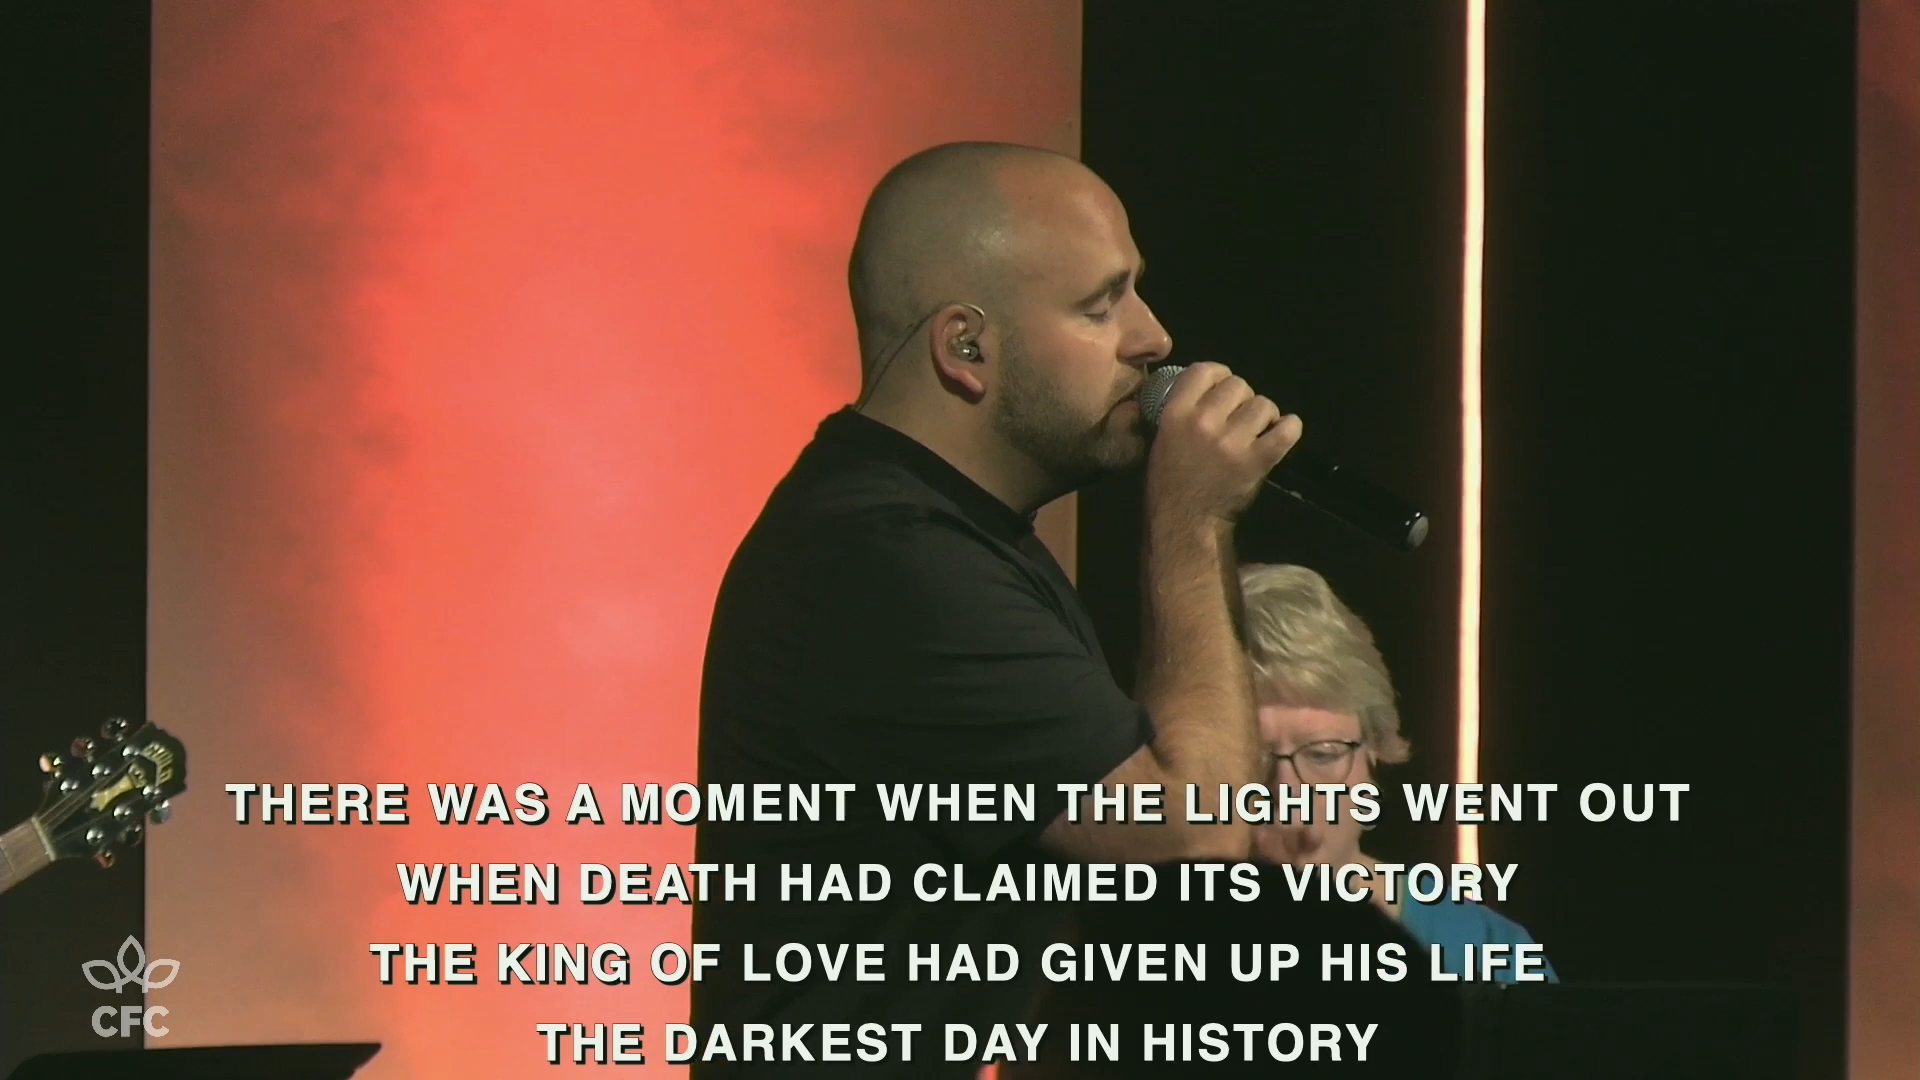 GUILD
THERE WAS A MOMENT WHEN THE LIGHTS WENT OUT
WHEN DEATH HAD CLAIMED ITS VICTORY
THE KING OF LOVE HAD GIVEN UP HIS LIFE
THE DARKEST DAY IN HISTORY
CFC